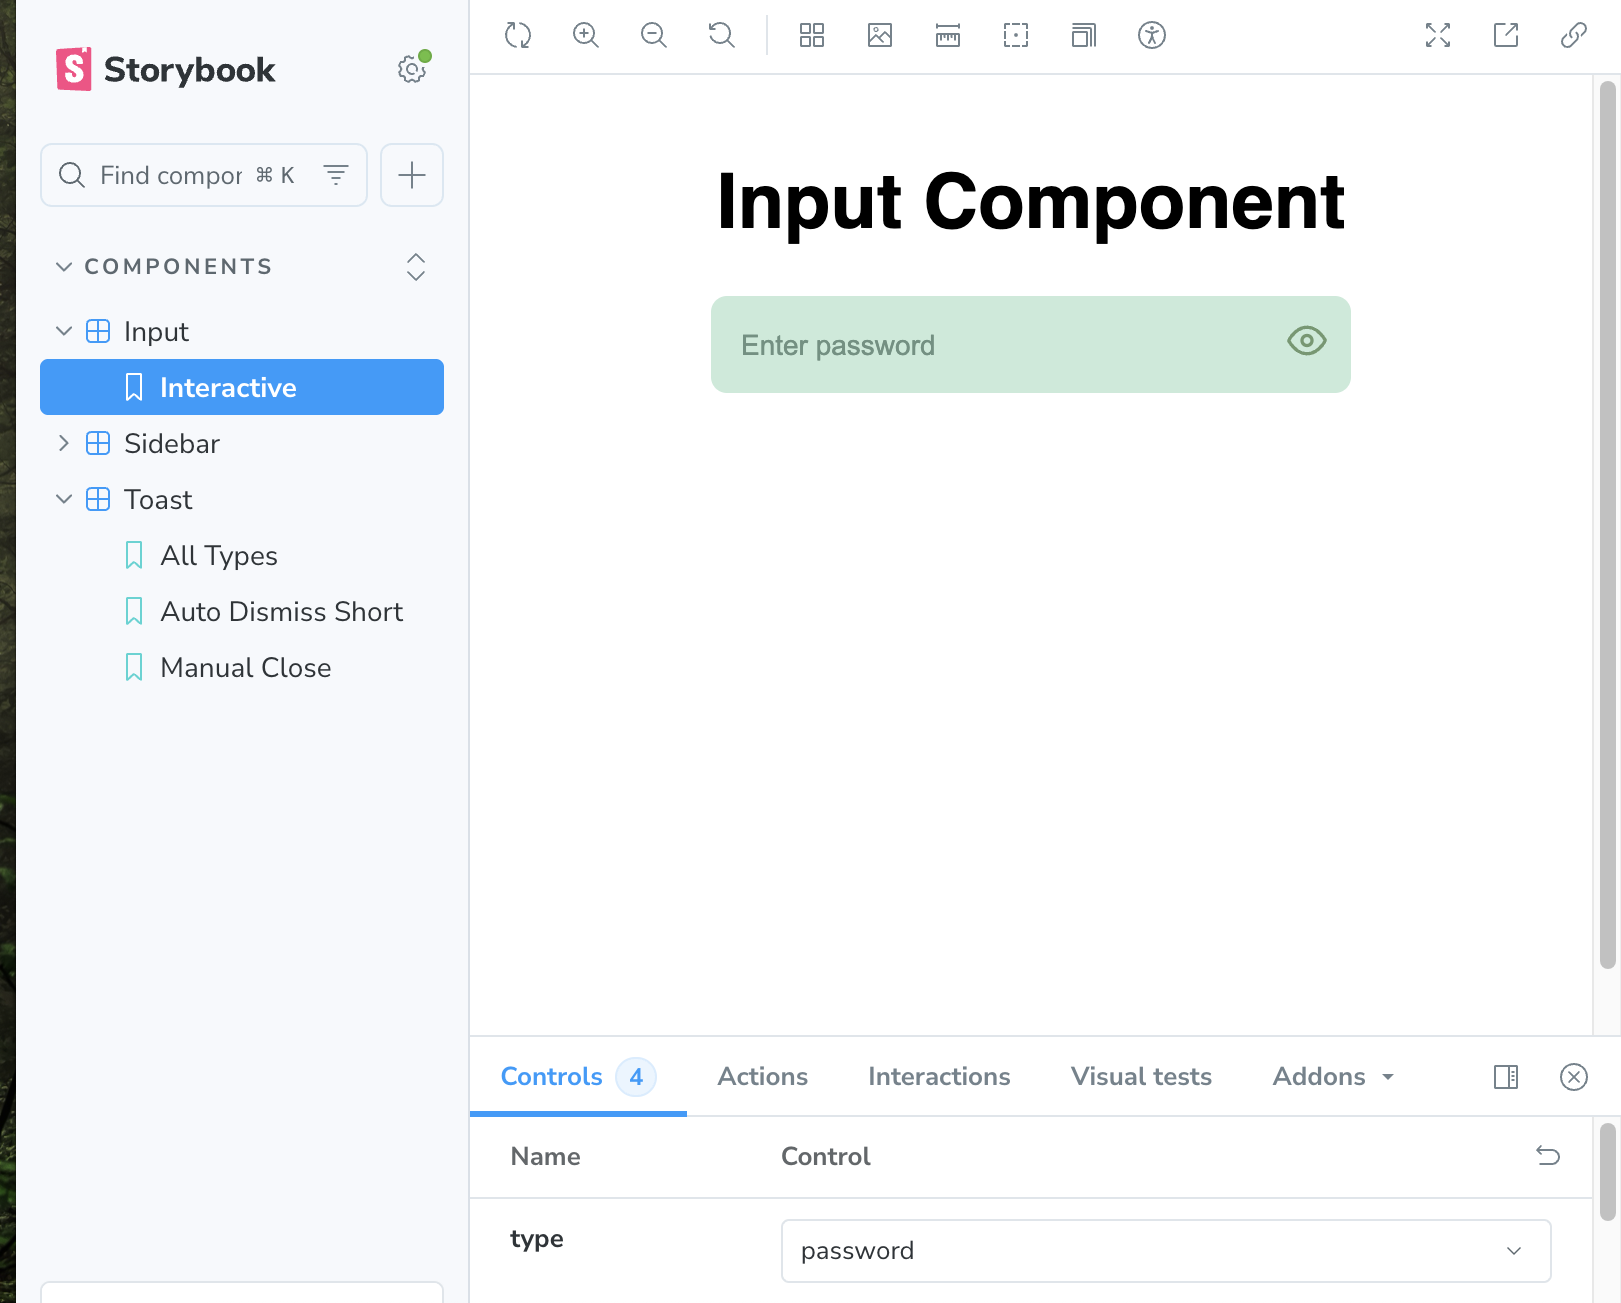 Storybook
Find compor ⌘ K
COMPONENTS
Input
Interactive
Sidebar
Toast
All Types
Auto Dismiss Short
Manual Close
Input Component
Enter password
Controls 4 Actions Interactions Visual tests Addons
Name Control
type password